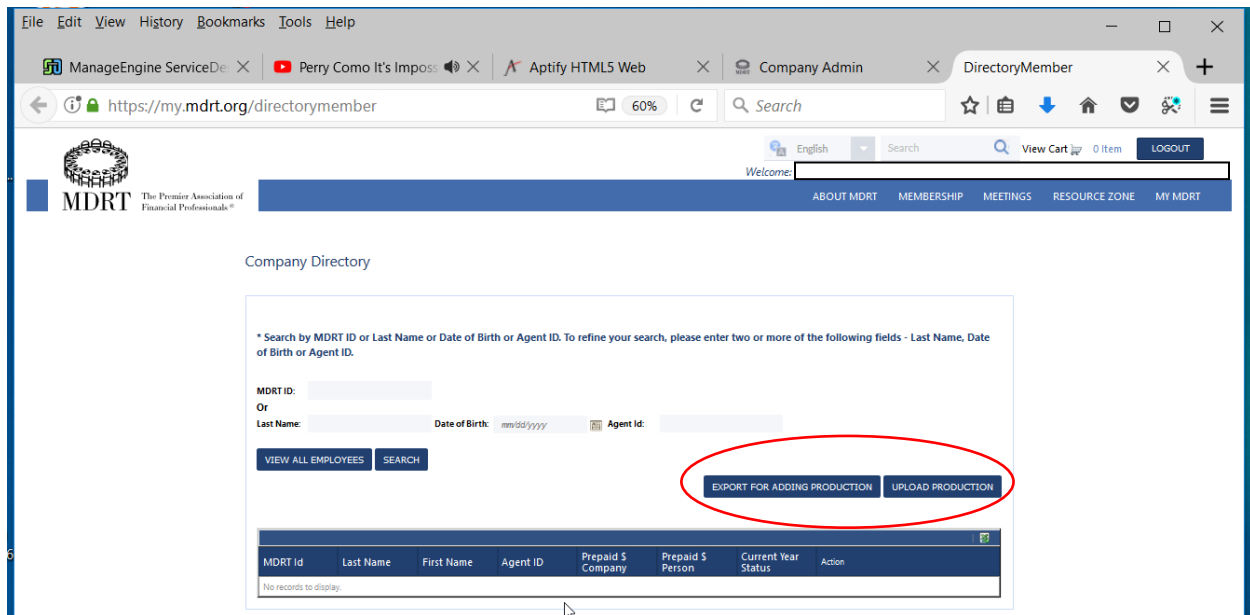 File Edit View History Bookmarks Tools Help
ManageEngine ServiceDe Perry Como It's Imposs Aptify HTML5 Web Company Admin DirectoryMember
https://my.mdrt.org/directorymember 60% Search
English Search View Cart 0 Item LOGOUT
Welcome:
MDRT The Premier Association of
Financial Professionals ®
ABOUT MDRT MEMBERSHIP MEETINGS RESOURCE ZONE MY MDRT
Company Directory
* Search by MDRT ID or Last Name or Date of Birth or Agent ID. To refine your search, please enter two or more of the following fields - Last Name, Date
of Birth or Agent ID.
MDRT ID:
Or
Last Name: Date of Birth: mm/dd/yyyy Agent Id:
VIEW ALL EMPLOYEES SEARCH
EXPORT FOR ADDING PRODUCTION UPLOAD PRODUCTION
MDRT Id Last Name First Name Agent ID Prepaid $ Company Prepaid $ Person Current Year Status Action
No records to display.